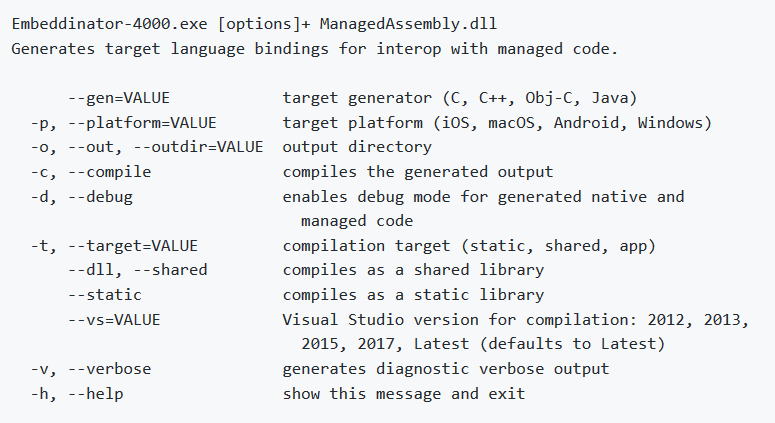 Embeddinator-4000.exe [options]+ ManagedAssembly.dll
Generates target language bindings for interop with managed code.

      --gen=VALUE            target generator (C, C++, Obj-C, Java)
  -p, --platform=VALUE       target platform (iOS, macOS, Android, Windows)
  -o, --out, --outdir=VALUE  output directory
  -c, --compile              compiles the generated output
  -d, --debug                enables debug mode for generated native and
                               managed code
  -t, --target=VALUE         compilation target (static, shared, app)
      --dll, --shared        compiles as a shared library
      --static               compiles as a static library
      --vs=VALUE             Visual Studio version for compilation: 2012, 2013,
                               2015, 2017, Latest (defaults to Latest)
  -v, --verbose              generates diagnostic verbose output
  -h, --help                 show this message and exit